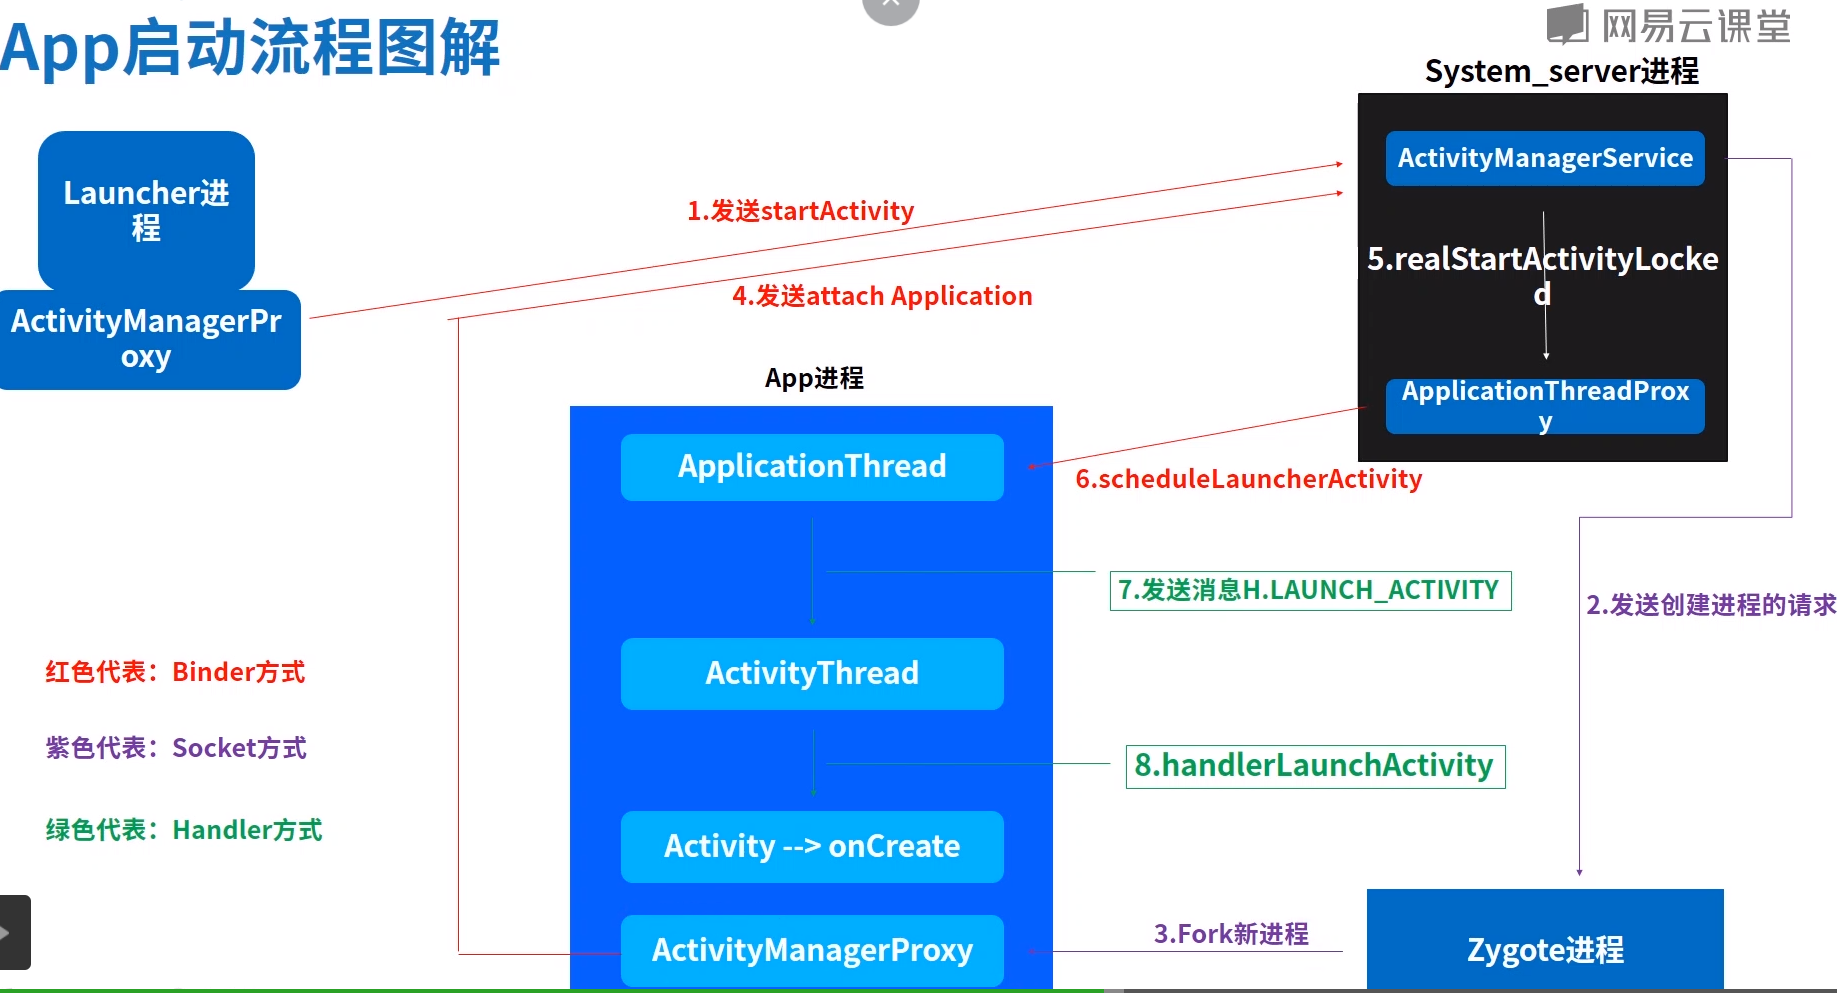 App启动流程图解
网易云课堂
System_server进程
Launcher进
程
ActivityManagerPr
oxy
ActivityManagerService
1.发送startActivity
5.realStartActivityLocke
d
4.发送attach Application
App进程
ApplicationThreadProx
y
ApplicationThread
6.scheduleLauncherActivity
7.发送消息H.LAUNCH_ACTIVITY
2.发送创建进程的请求
ActivityThread
红色代表：Binder方式
紫色代表：Socket方式
8.handlerLaunchActivity
绿色代表：Handler方式
Activity --> onCreate
3.Fork新进程
ActivityManagerProxy
Zygote进程